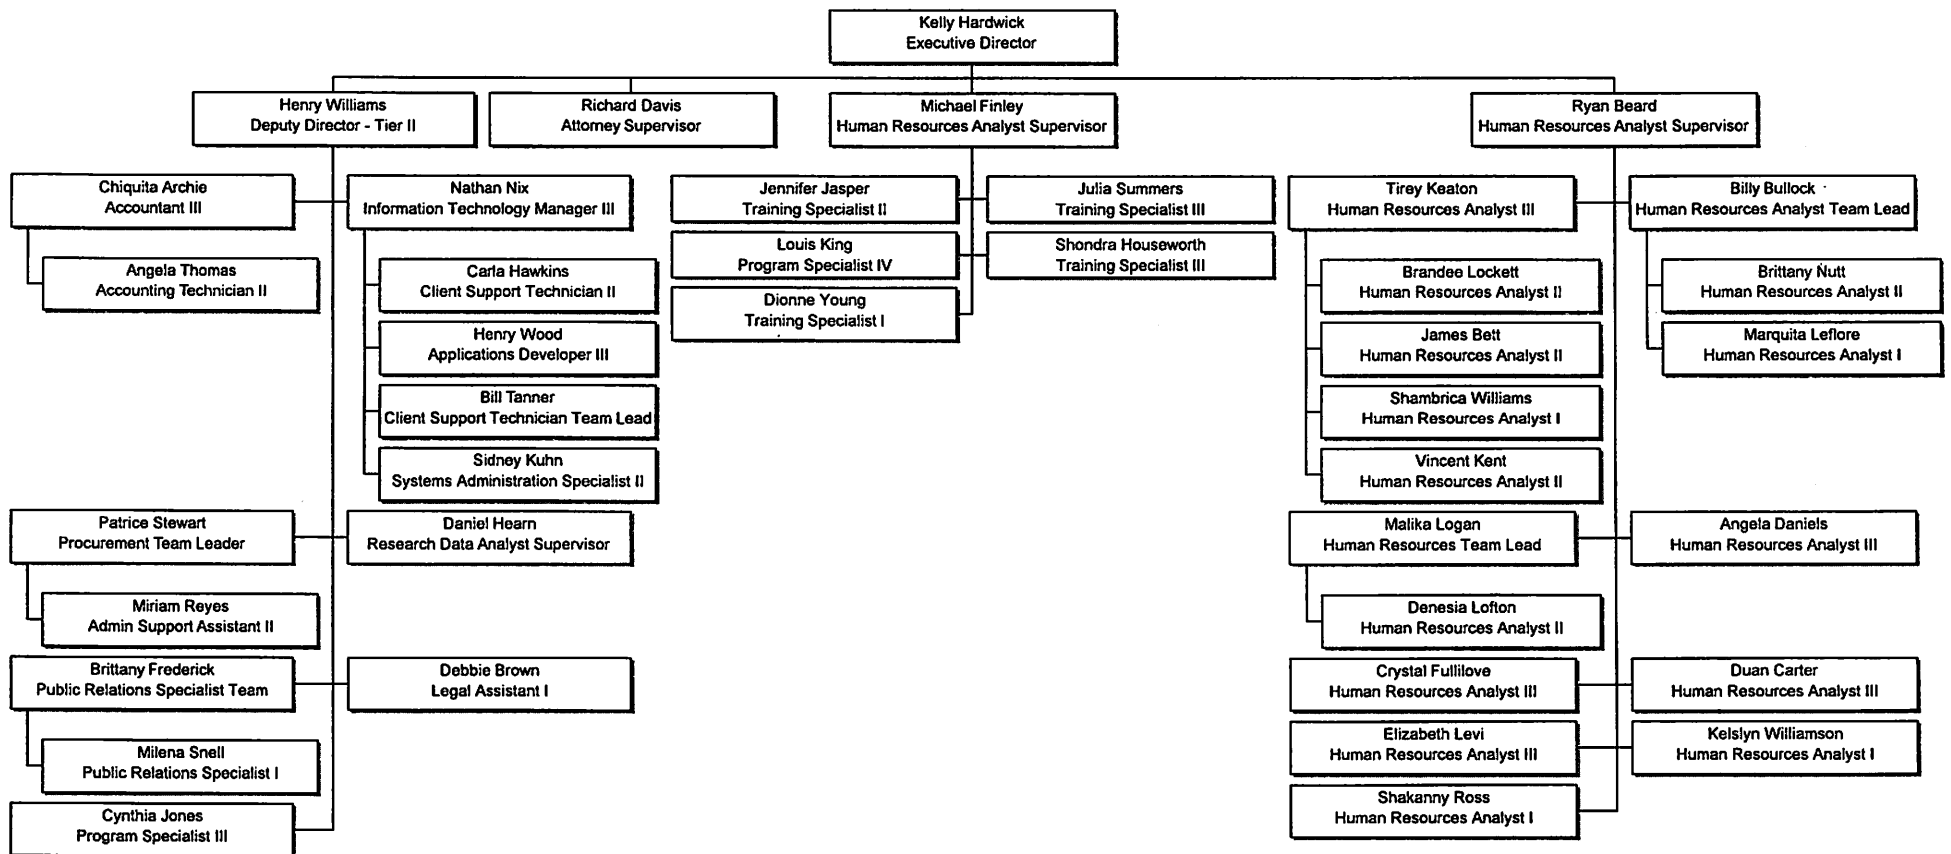 Kelly Hardwick
Executive Director
Henry Williams
Deputy Director - Tier II
Richard Davis
Attorney Supervisor
Michael Finley
Human Resources Analyst Supervisor
Ryan Beard
Human Resources Analyst Supervisor
Chiquita Archie
Accountant III
Angela Thomas
Accounting Technician II
Nathan Nix
Information Technology Manager III
Carla Hawkins
Client Support Technician II
Henry Wood
Applications Developer III
Bill Tanner
Client Support Technician Team Lead
Sidney Kuhn
Systems Administration Specialist II
Patrice Stewart
Procurement Team Leader
Miriam Reyes
Admin Support Assistant II
Daniel Hearn
Research Data Analyst Supervisor
Brittany Frederick
Public Relations Specialist Team
Milena Snell
Public Relations Specialist I
Debbie Brown
Legal Assistant I
Cynthia Jones
Program Specialist III
Jennifer Jasper
Training Specialist II
Julia Summers
Training Specialist III
Louis King
Program Specialist IV
Shondra Houseworth
Training Specialist III
Dionne Young
Training Specialist I
Tirey Keaton
Human Resources Analyst III
Brandee Lockett
Human Resources Analyst II
James Bett
Human Resources Analyst II
Shambrica Williams
Human Resources Analyst I
Vincent Kent
Human Resources Analyst II
Billy Bullock
Human Resources Analyst Team Lead
Brittany Nutt
Human Resources Analyst II
Marquita Leflore
Human Resources Analyst I
Malika Logan
Human Resources Team Lead
Denesia Lofton
Human Resources Analyst II
Angela Daniels
Human Resources Analyst III
Crystal Fullilove
Human Resources Analyst III
Duan Carter
Human Resources Analyst III
Elizabeth Levi
Human Resources Analyst III
Kelslyn Williamson
Human Resources Analyst I
Shakanny Ross
Human Resources Analyst I